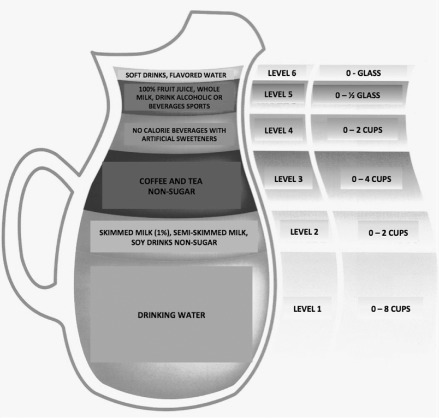 SOFT DRINKS, FLAVORED WATER
LEVEL 6
0 - GLASS
100% FRUIT JUICE, WHOLE
MILK, DRINK ALCOHOLIC OR
BEVERAGES SPORTS
LEVEL 5
0 – ½ GLASS
NO CALORIE BEVERAGES WITH
ARTIFICIAL SWEETENERS
LEVEL 4
0 – 2 CUPS
COFFEE AND TEA
NON-SUGAR
LEVEL 3
0 – 4 CUPS
SKIMMED MILK (1%), SEMI-SKIMMED MILK,
SOY DRINKS NON-SUGAR
LEVEL 2
0 – 2 CUPS
DRINKING WATER
LEVEL 1
0 – 8 CUPS